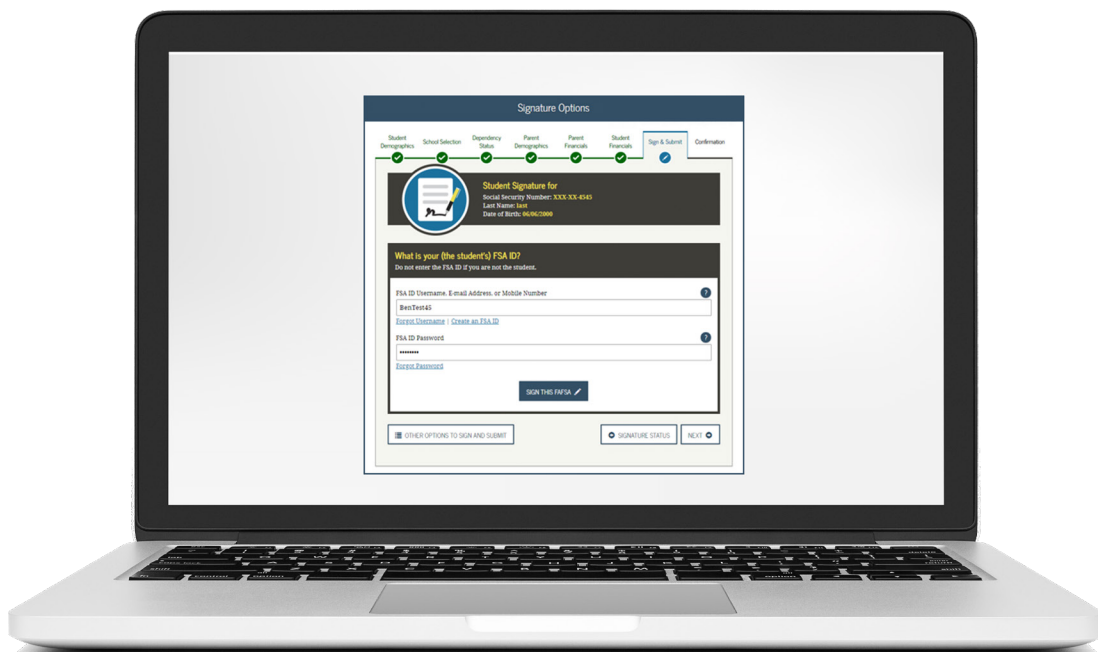 Signature Options
Student Demographics
School Selection
Dependency Status
Parent Demographics
Parent Financials
Student Financials
Sign & Submit
Confirmation
Student Signature for
Social Security Number: XXX-XX-4545
Last Name: last
Date of Birth: 06/06/2000
What is your (the student's) FSA ID?
Do not enter the FSA ID if you are not the student.
FSA ID Username, E-mail Address, or Mobile Number
?
BenTest45
Forgot Username | Create an FSA ID
FSA ID Password
?
••••••••
Forgot Password
SIGN THIS FAFSA
OTHER OPTIONS TO SIGN AND SUBMIT
SIGNATURE STATUS
NEXT
control
option
option